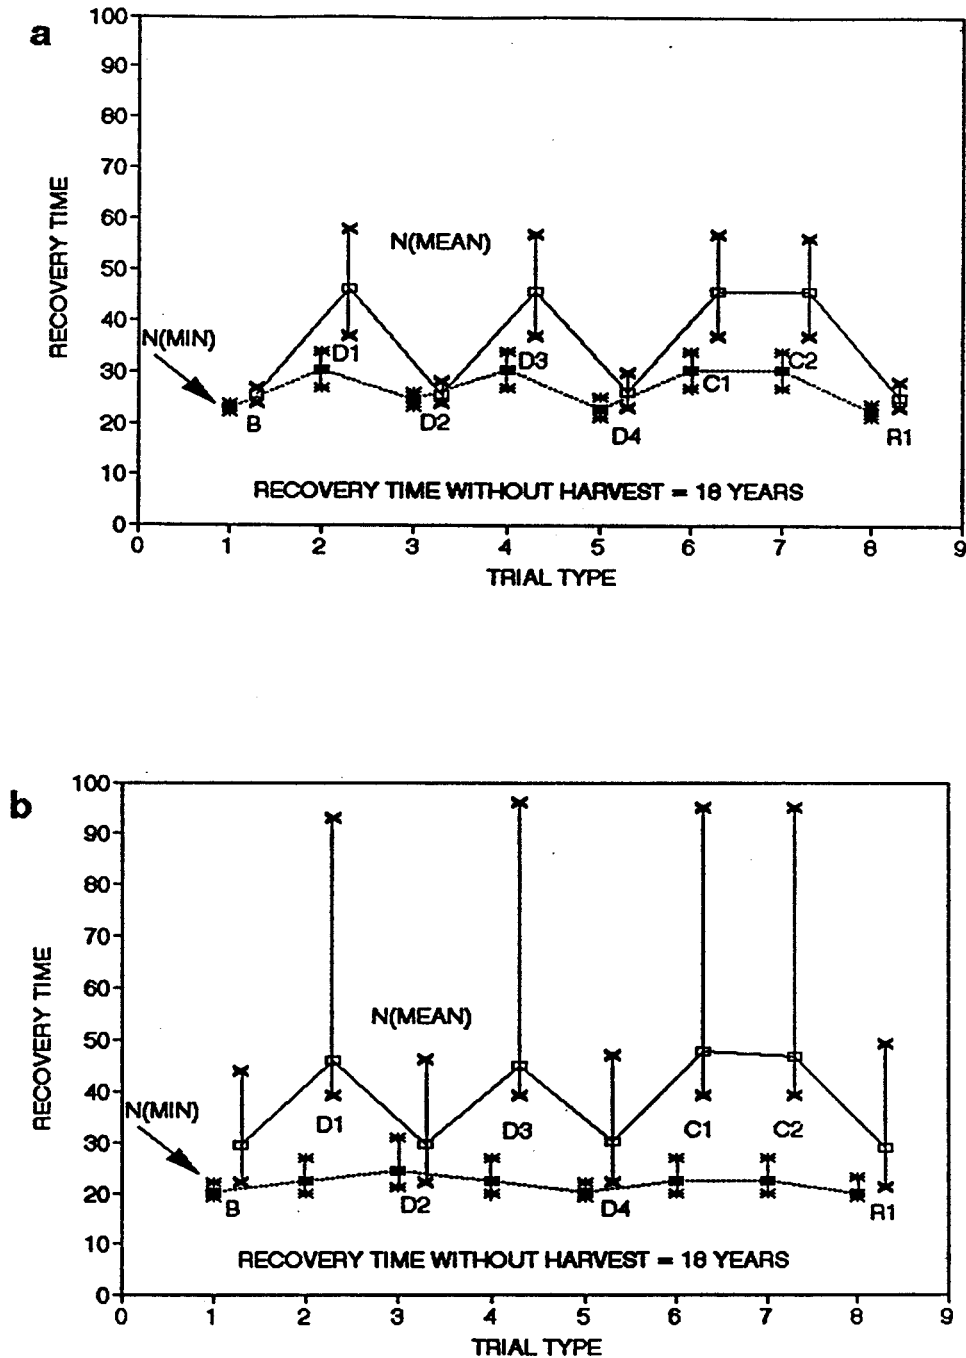 a
100
90
80
70
60
50
40
30
20
10
0
RECOVERY TIME
N(MEAN)
N(MIN)
D1
D3
C1
C2
B
D2
D4
R1
RECOVERY TIME WITHOUT HARVEST = 18 YEARS
0 1 2 3 4 5 6 7 8 9
TRIAL TYPE
b
100
90
80
70
60
50
40
30
20
10
0
RECOVERY TIME
N(MEAN)
N(MIN)
D1
D3
C1
C2
B
D2
D4
R1
RECOVERY TIME WITHOUT HARVEST = 18 YEARS
0 1 2 3 4 5 6 7 8 9
TRIAL TYPE